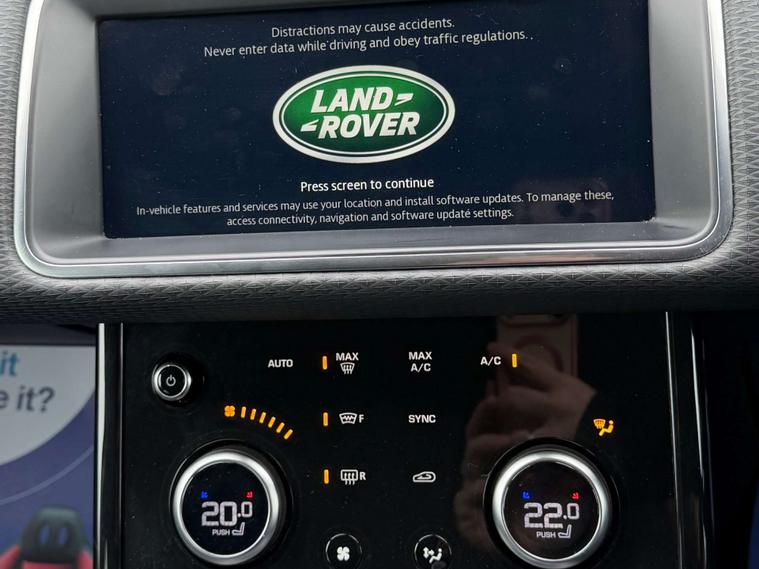 Distractions may cause accidents.
Never enter data while driving and obey traffic regulations.
LAND
ROVER
Press screen to continue
In-vehicle features and services may use your location and install software updates. To manage these,
access connectivity, navigation and software update settings.
it
e it?
AUTO
MAX
MAX
A/C
A/C
F
SYNC
R
20.0
PUSH
22.0
PUSH